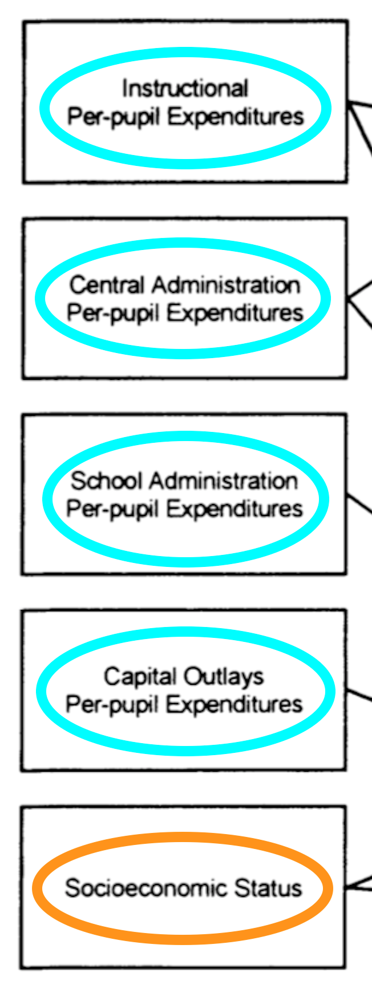 Instructional
Per-pupil Expenditures
Central Administration
Per-pupil Expenditures
School Administration
Per-pupil Expenditures
Capital Outlays
Per-pupil Expenditures
Socioeconomic Status